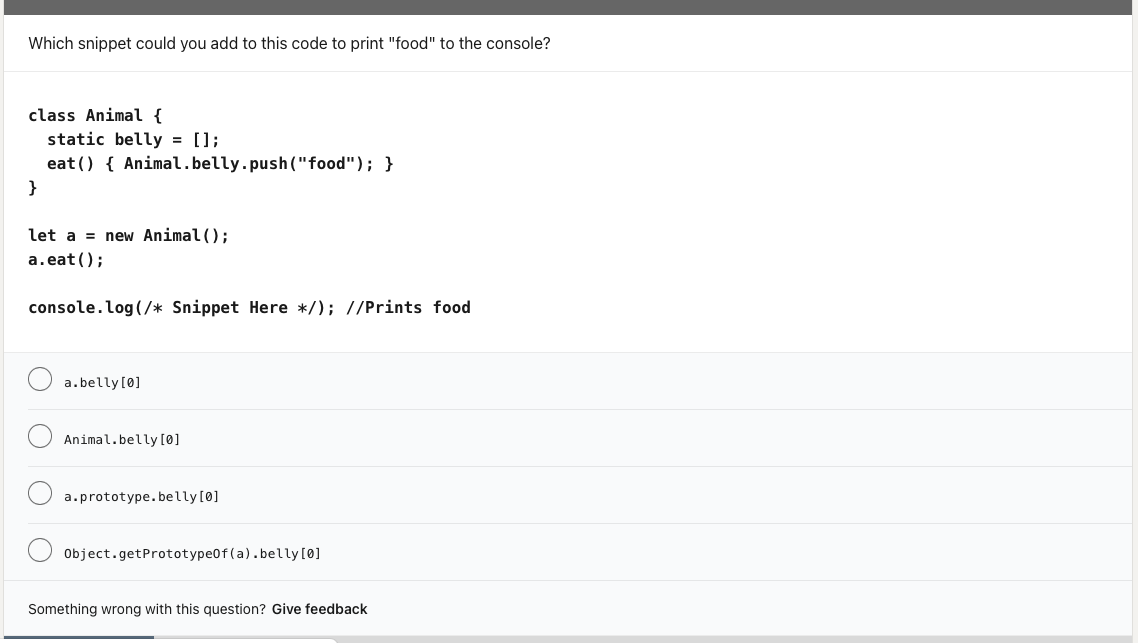 Which snippet could you add to this code to print "food" to the console?
class Animal {
  static belly = [];
  eat() { Animal.belly.push("food"); }
}
let a = new Animal();
a.eat();
console.log(/* Snippet Here */); //Prints food
a.belly[0]
Animal.belly[0]
a.prototype.belly[0]
Object.getPrototypeOf(a).belly[0]
Something wrong with this question? Give feedback